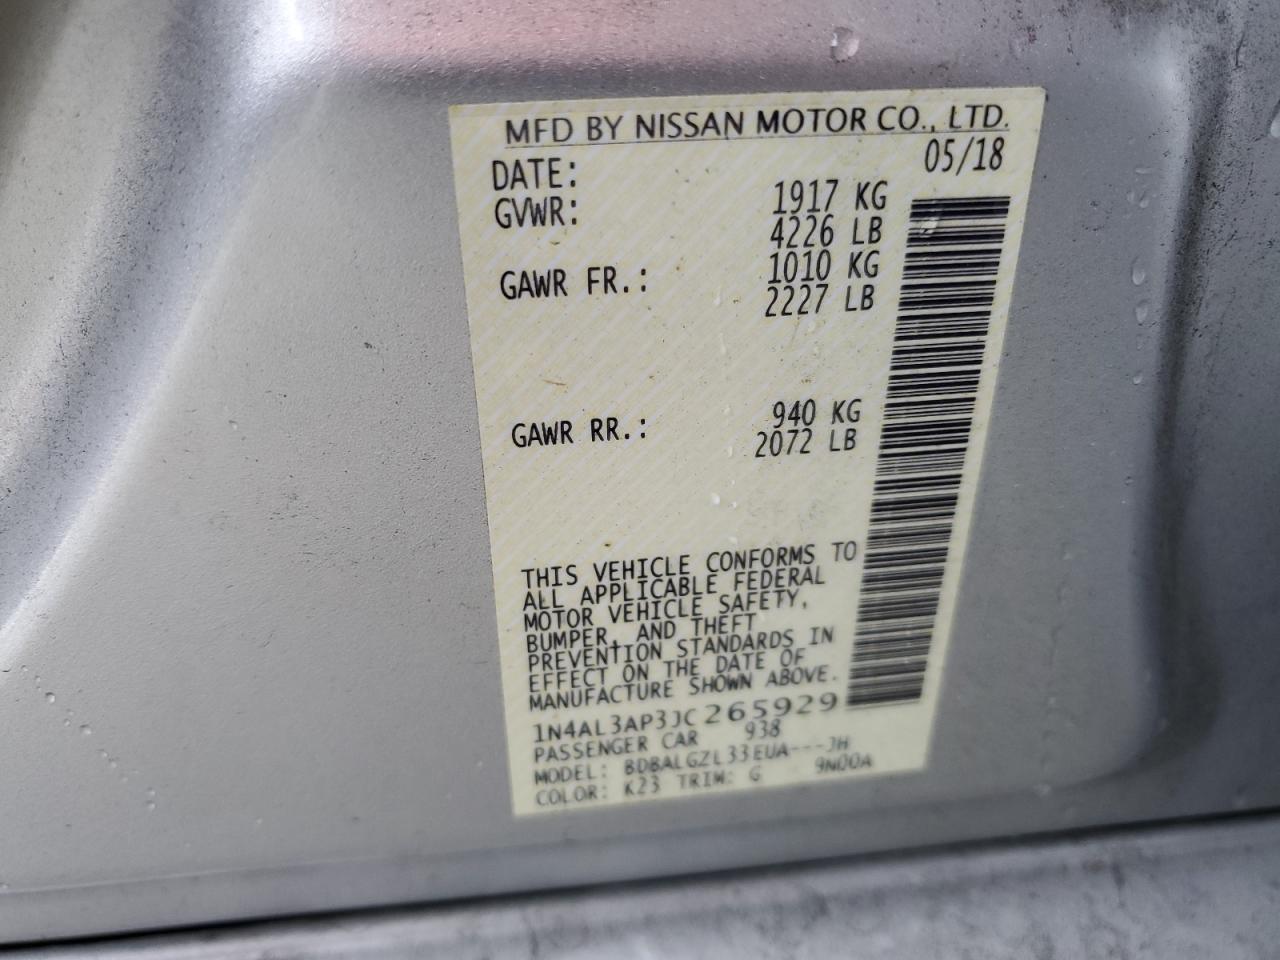 MFD BY NISSAN MOTOR CO., LTD.
DATE: 05/18
GVWR: 1917 KG
4226 LB
GAWR FR.: 1010 KG
2227 LB
GAWR RR.: 940 KG
2072 LB
THIS VEHICLE CONFORMS TO
ALL APPLICABLE FEDERAL
MOTOR VEHICLE SAFETY,
BUMPER, AND THEFT
PREVENTION STANDARDS IN
EFFECT ON THE DATE OF
MANUFACTURE SHOWN ABOVE.
1N4AL3AP3JC265929
PASSENGER CAR 938
MODEL: BDBALGZL33EUA---JH
COLOR: K23 TRIM: G 9N00A